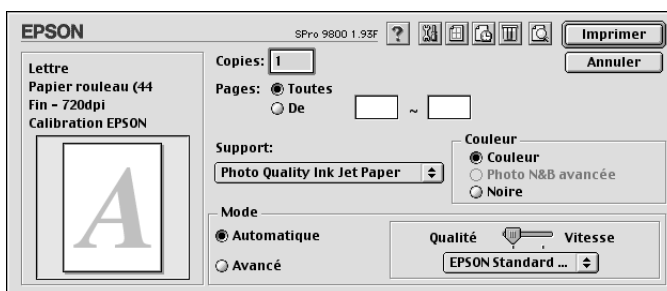 EPSON
SPro 9800 1.93F ?
Imprimer
Annuler
Lettre
Papier rouleau (44
Fin - 720dpi
Calibration EPSON
A
Copies: 1
Pages: Toutes
De ~
Support:
Photo Quality Ink Jet Paper
Couleur
Couleur
Photo N&B avancée
Noire
Mode
Automatique
Avancé
Qualité Vitesse
EPSON Standard ...